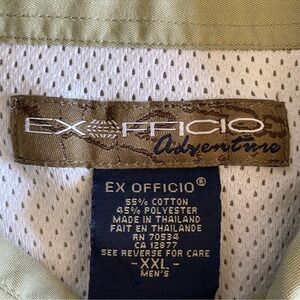 EXOFFICIO
Adventure
EX OFFICIO®
55% COTTON
45% POLYESTER
MADE IN THAILAND
FAIT EN THAILANDE
RN 70534
CA 12877
SEE REVERSE FOR CARE
-XXL-
MEN'S